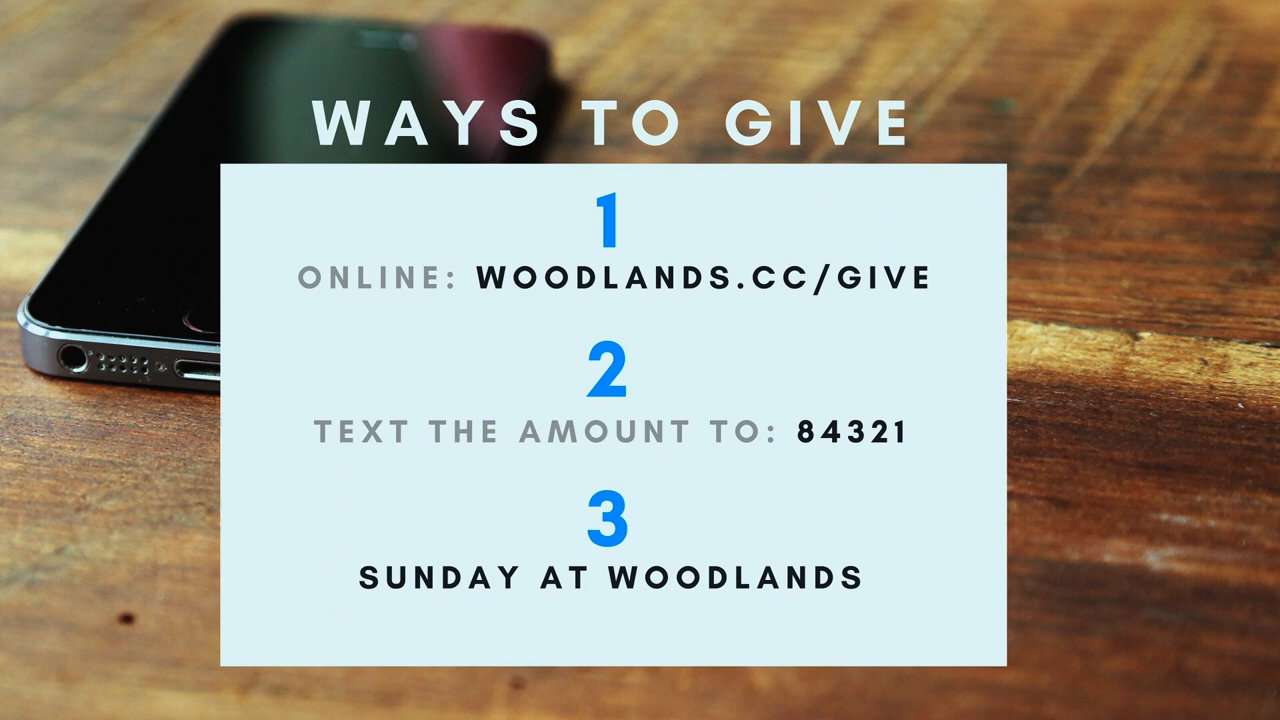 WAYS TO GIVE
1
ONLINE: WOODLANDS.CC/GIVE
2
TEXT THE AMOUNT TO: 84321
3
SUNDAY AT WOODLANDS